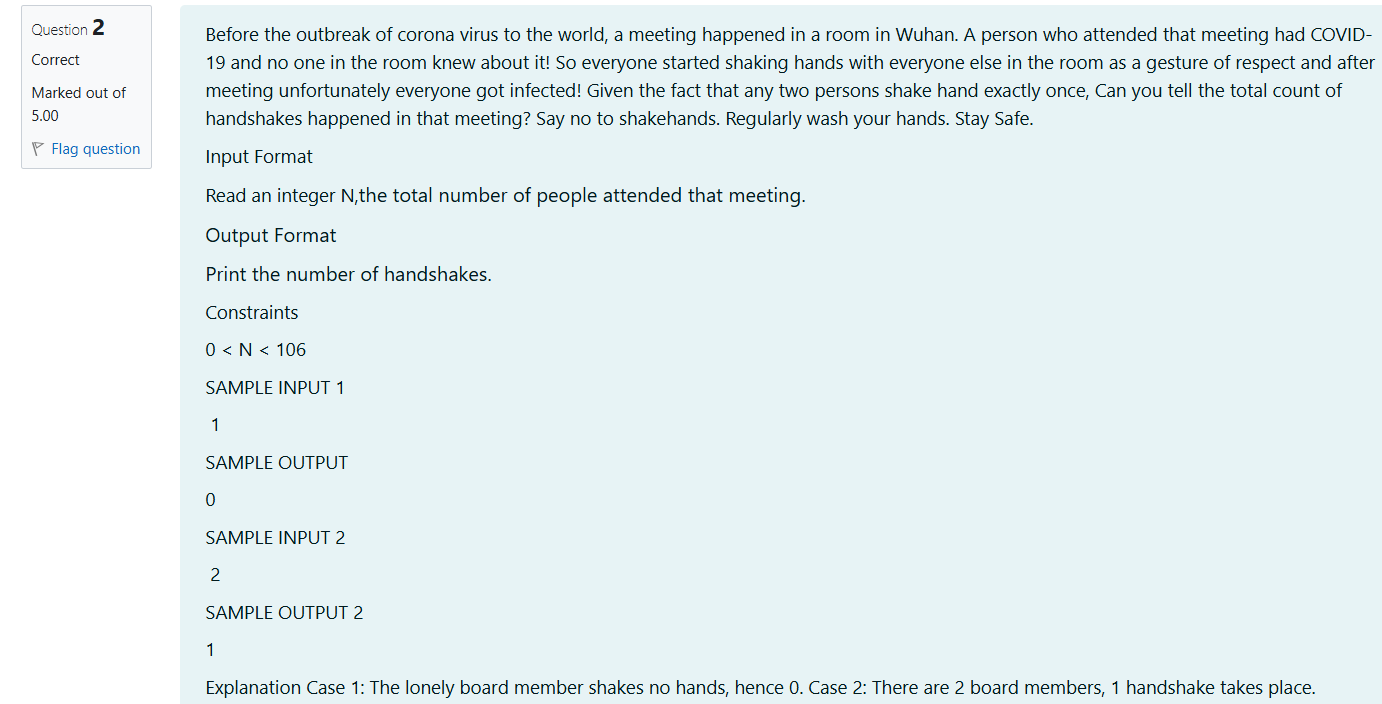 Question 2
Correct
Marked out of
5.00
Flag question
Before the outbreak of corona virus to the world, a meeting happened in a room in Wuhan. A person who attended that meeting had COVID-
19 and no one in the room knew about it! So everyone started shaking hands with everyone else in the room as a gesture of respect and after
meeting unfortunately everyone got infected! Given the fact that any two persons shake hand exactly once, Can you tell the total count of
handshakes happened in that meeting? Say no to shakehands. Regularly wash your hands. Stay Safe.
Input Format
Read an integer N,the total number of people attended that meeting.
Output Format
Print the number of handshakes.
Constraints
0 < N < 106
SAMPLE INPUT 1
1
SAMPLE OUTPUT
0
SAMPLE INPUT 2
2
SAMPLE OUTPUT 2
1
Explanation Case 1: The lonely board member shakes no hands, hence 0. Case 2: There are 2 board members, 1 handshake takes place.